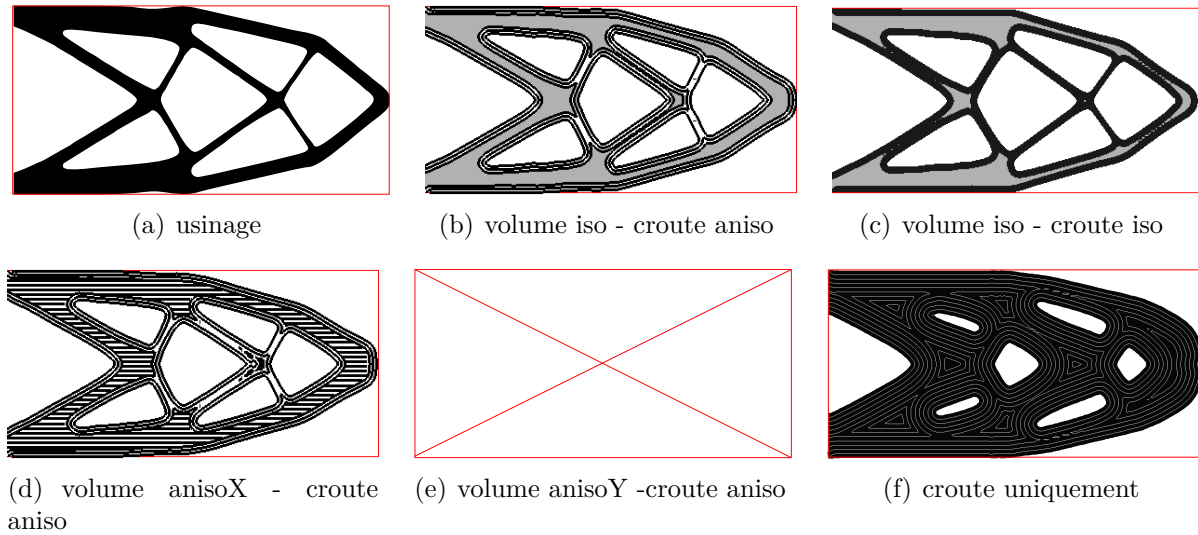 (a) usinage
(b) volume iso - croute aniso
(c) volume iso - croute iso
(d) volume anisoX - croute
aniso
(e) volume anisoY -croute aniso
(f) croute uniquement